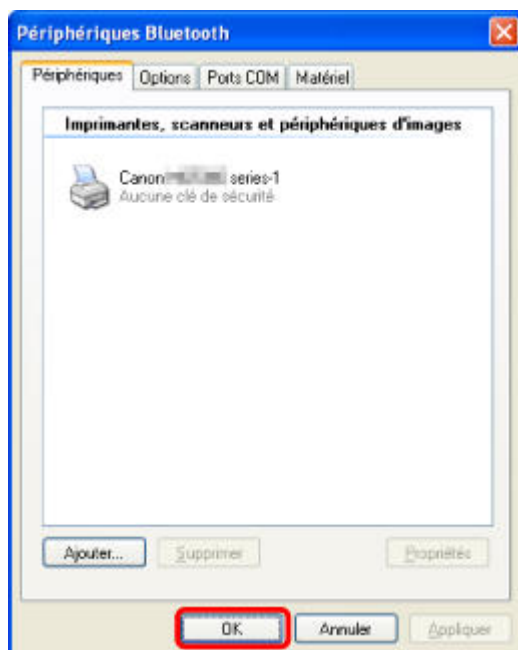 Périphériques Bluetooth
Périphériques Options Ports COM Matériel
Imprimantes, scanneurs et périphériques d'images
Canon series-1
Aucune clé de sécurité
Ajouter... Supprimer Propriétés
OK Annuler Appliquer